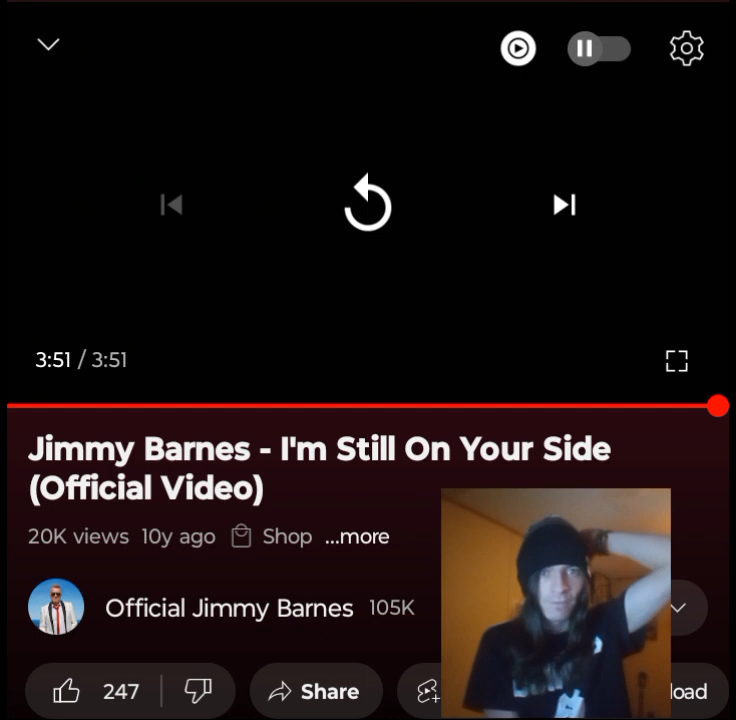 3:51 / 3:51
Jimmy Barnes - I'm Still On Your Side
(Official Video)
20K views 10y ago Shop ...more
Official Jimmy Barnes 105K
247 Share load